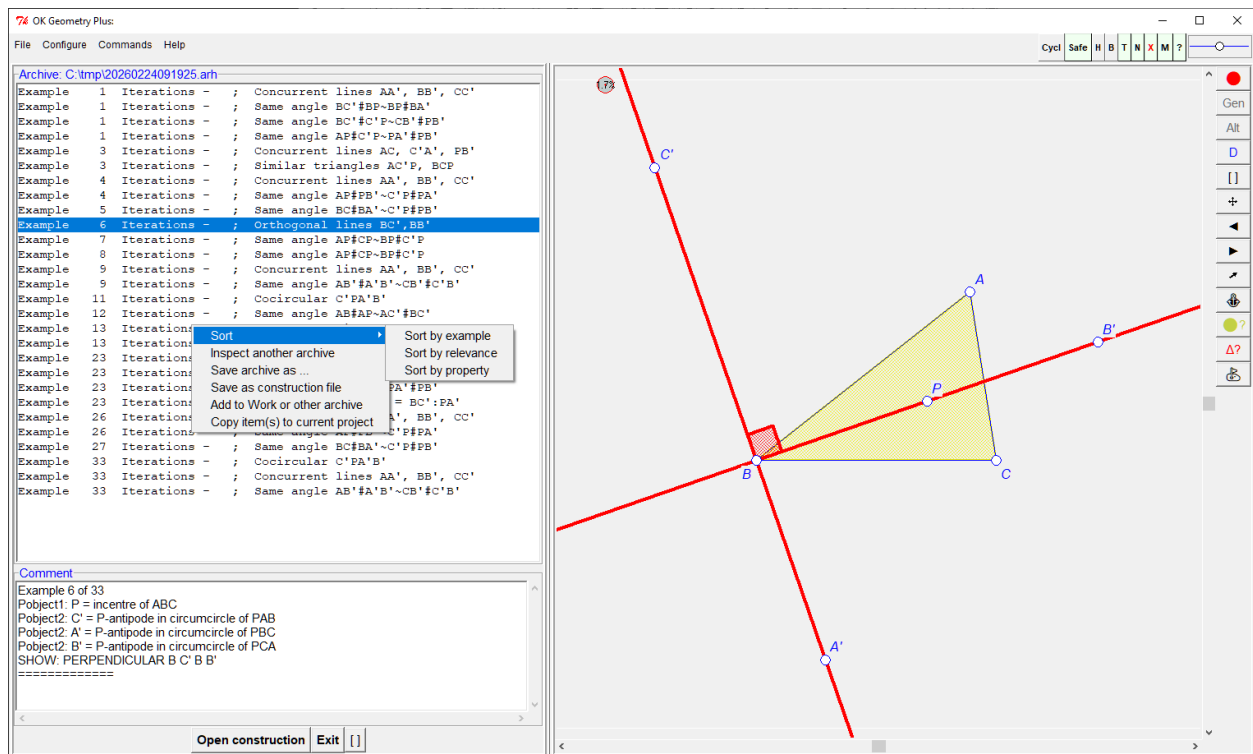 OK Geometry Plus:
File Configure Commands Help
Cycl Safe H B T N X M ?
Archive: C:\tmp\20260224091925.arh
Example 1 Iterations - ; Concurrent lines AA', BB', CC'
Example 1 Iterations - ; Same angle BC'#BP~BP#BA'
Example 1 Iterations - ; Same angle BC'#C'P~CB'#PB'
Example 1 Iterations - ; Same angle AP#C'P~PA'#PB'
Example 3 Iterations - ; Concurrent lines AC, C'A', PB'
Example 3 Iterations - ; Similar triangles AC'P, BCP
Example 4 Iterations - ; Concurrent lines AA', BB', CC'
Example 4 Iterations - ; Same angle AP#PB'~C'P#PA'
Example 5 Iterations - ; Same angle BC#BA'~C'P#PB'
Example 6 Iterations - ; Orthogonal lines BC',BB'
Example 7 Iterations - ; Same angle AP#CP~BP#C'P
Example 8 Iterations - ; Same angle AP#CP~BP#C'P
Example 9 Iterations - ; Concurrent lines AA', BB', CC'
Example 9 Iterations - ; Same angle AB'#A'B'~CB'#C'B'
Example 11 Iterations - ; Cocircular C'PA'B'
Example 12 Iterations - ; Same angle AB#AP~AC'#BC'
Example 13 Iterations
Example 13 Iterations
Example 23 Iterations
Example 23 Iterations
Example 23 Iterations PA'#PB'
Example 23 Iterations = BC':PA'
Example 26 Iterations A', BB', CC'
Example 26 Iterations - ; Same angle AP#PB'~C'P#PA'
Example 27 Iterations - ; Same angle BC#BA'~C'P#PB'
Example 33 Iterations - ; Cocircular C'PA'B'
Example 33 Iterations - ; Concurrent lines AA', BB', CC'
Example 33 Iterations - ; Same angle AB'#A'B'~CB'#C'B'
Sort
Inspect another archive
Save archive as ...
Save as construction file
Add to Work or other archive
Copy item(s) to current project
Sort by example
Sort by relevance
Sort by property
Comment
Example 6 of 33
Pobject1: P = incentre of ABC
Pobject2: C' = P-antipode in circumcircle of PAB
Pobject2: A' = P-antipode in circumcircle of PBC
Pobject2: B' = P-antipode in circumcircle of PCA
SHOW: PERPENDICULAR B C' B B'
=============
Open construction Exit [ ]
1.7%
C'
A
B'
P
B
C
A'
Gen
Alt
D
[ ]
?
Δ?